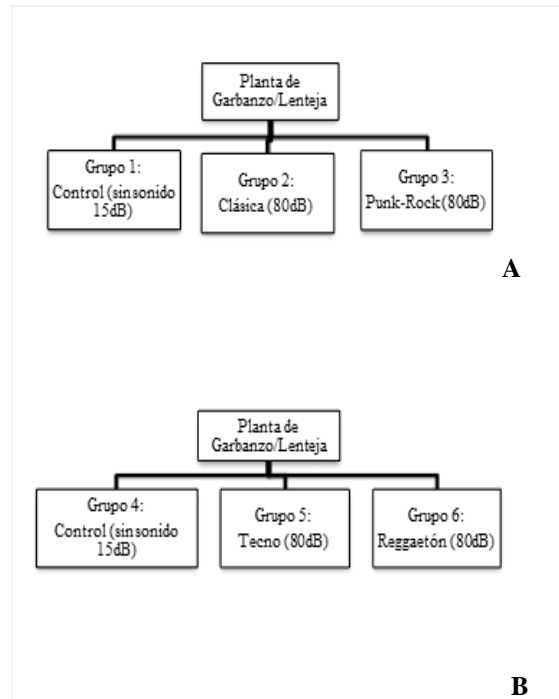 Planta de
Garbanzo/Lenteja
Grupo 1:
Control (sin sonido
15dB)
Grupo 2:
Clásica (80dB)
Grupo 3:
Punk-Rock (80dB)
A
Planta de
Garbanzo/Lenteja
Grupo 4:
Control (sin sonido
15dB)
Grupo 5:
Tecno (80dB)
Grupo 6:
Reggaetón (80dB)
B